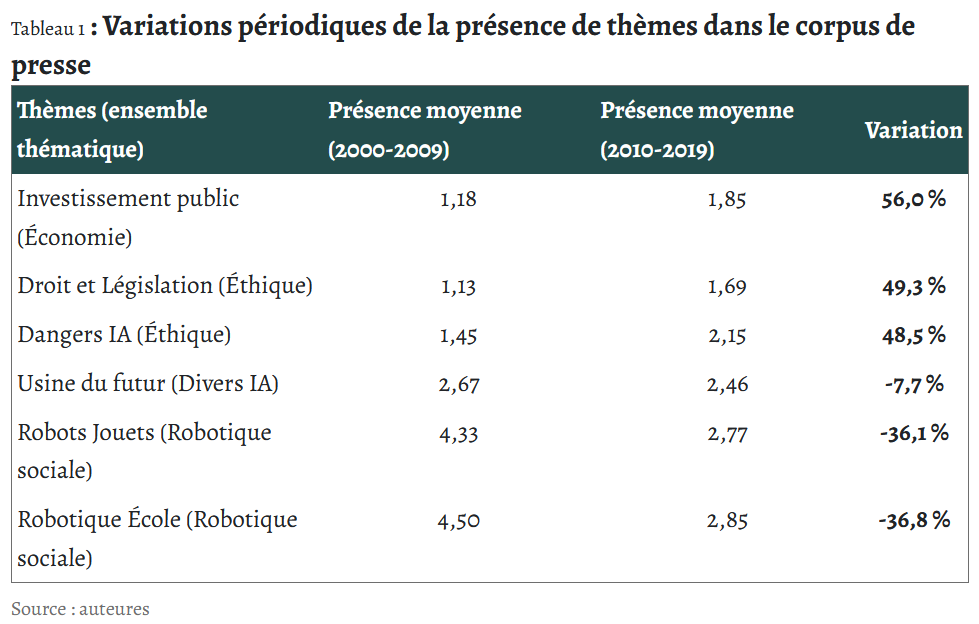 Tableau 1 : Variations périodiques de la présence de thèmes dans le corpus de
presse
Thèmes (ensemble
thématique)
Présence moyenne
(2000-2009)
Présence moyenne
(2010-2019)
Variation
Investissement public
(Économie)
1,18
1,85
56,0 %
Droit et Législation (Éthique)
1,13
1,69
49,3 %
Dangers IA (Éthique)
1,45
2,15
48,5 %
Usine du futur (Divers IA)
2,67
2,46
-7,7 %
Robots Jouets (Robotique
sociale)
4,33
2,77
-36,1 %
Robotique École (Robotique
sociale)
4,50
2,85
-36,8 %
Source : auteures